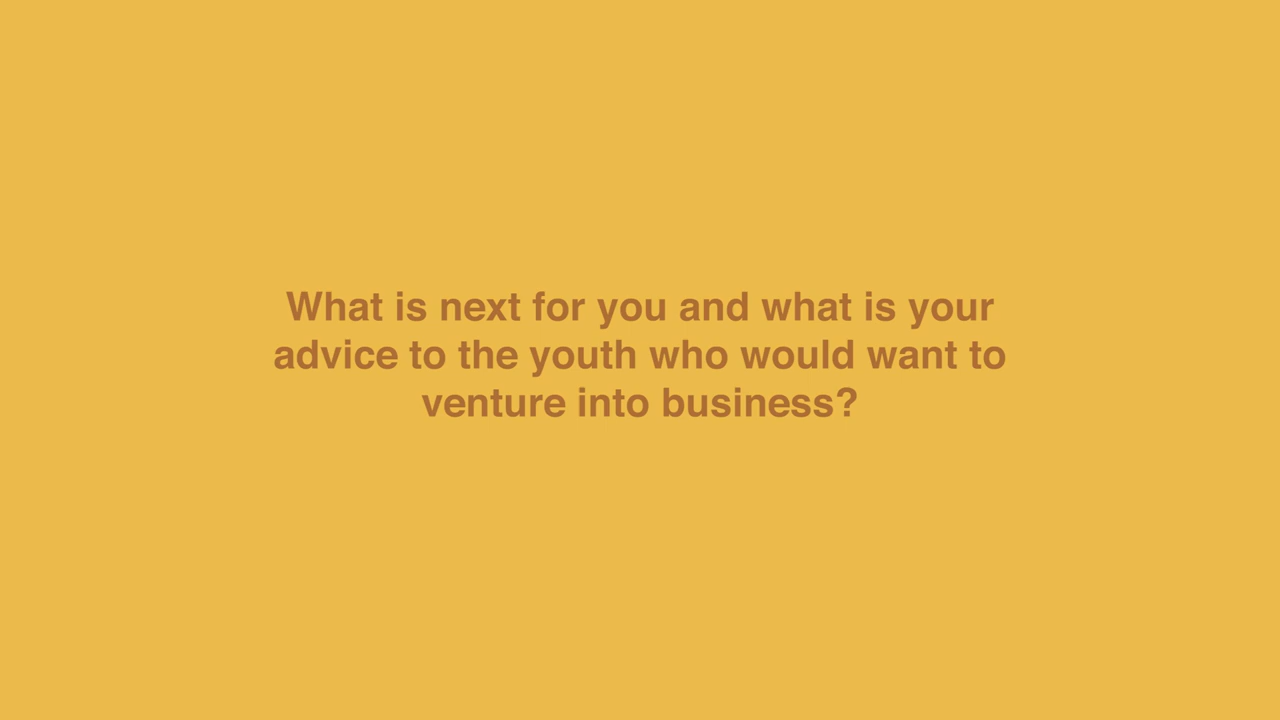 What is next for you and what is your
advice to the youth who would want to
venture into business?